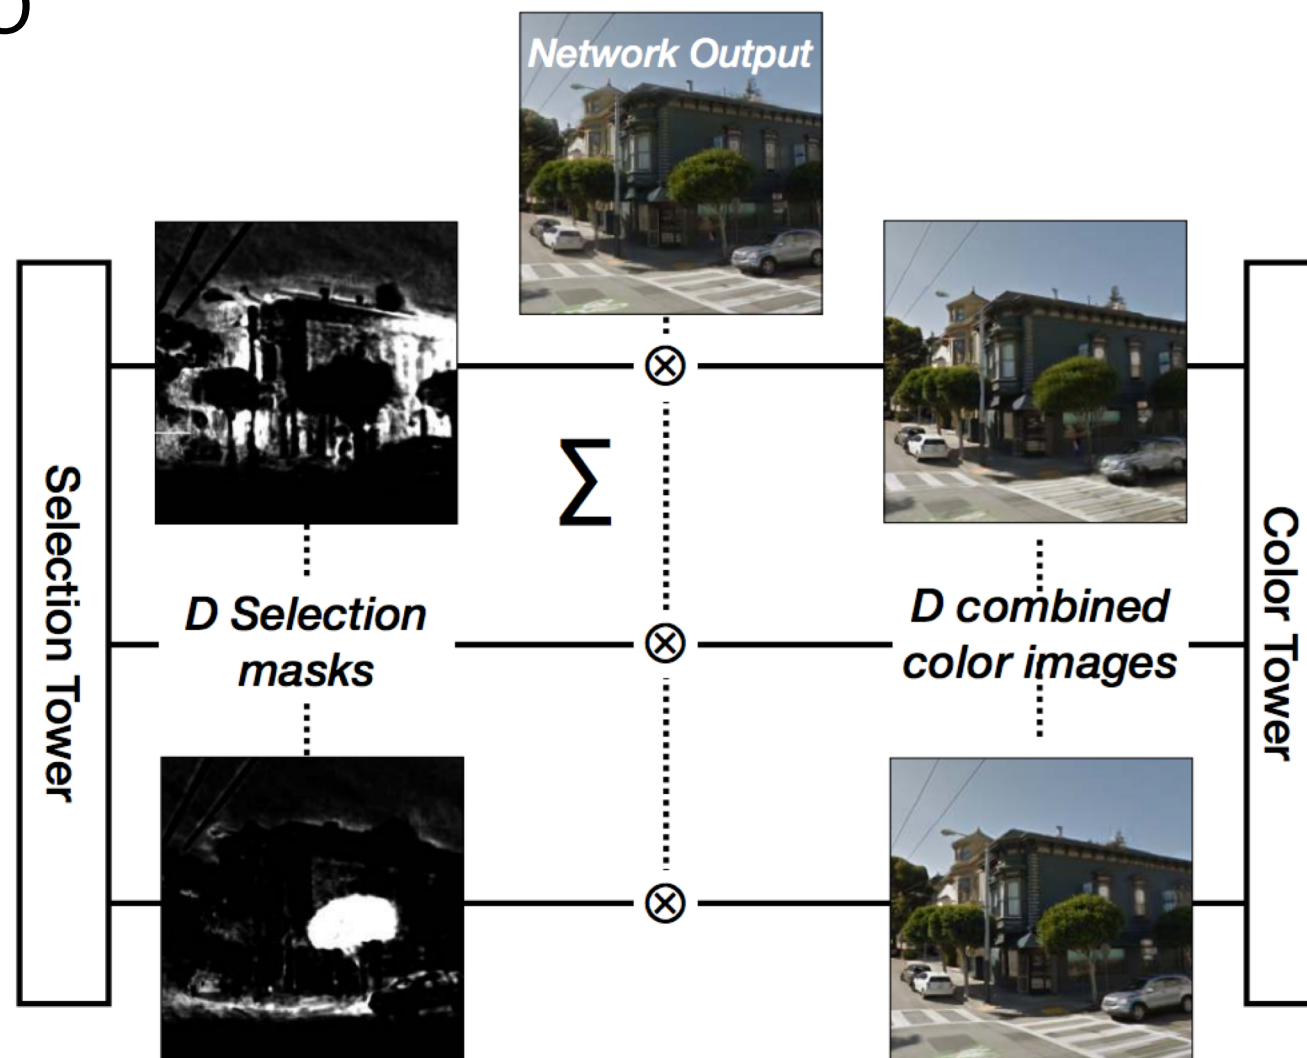 Network Output
∑
D Selection
masks
D combined
color images
Selection Tower
Color Tower